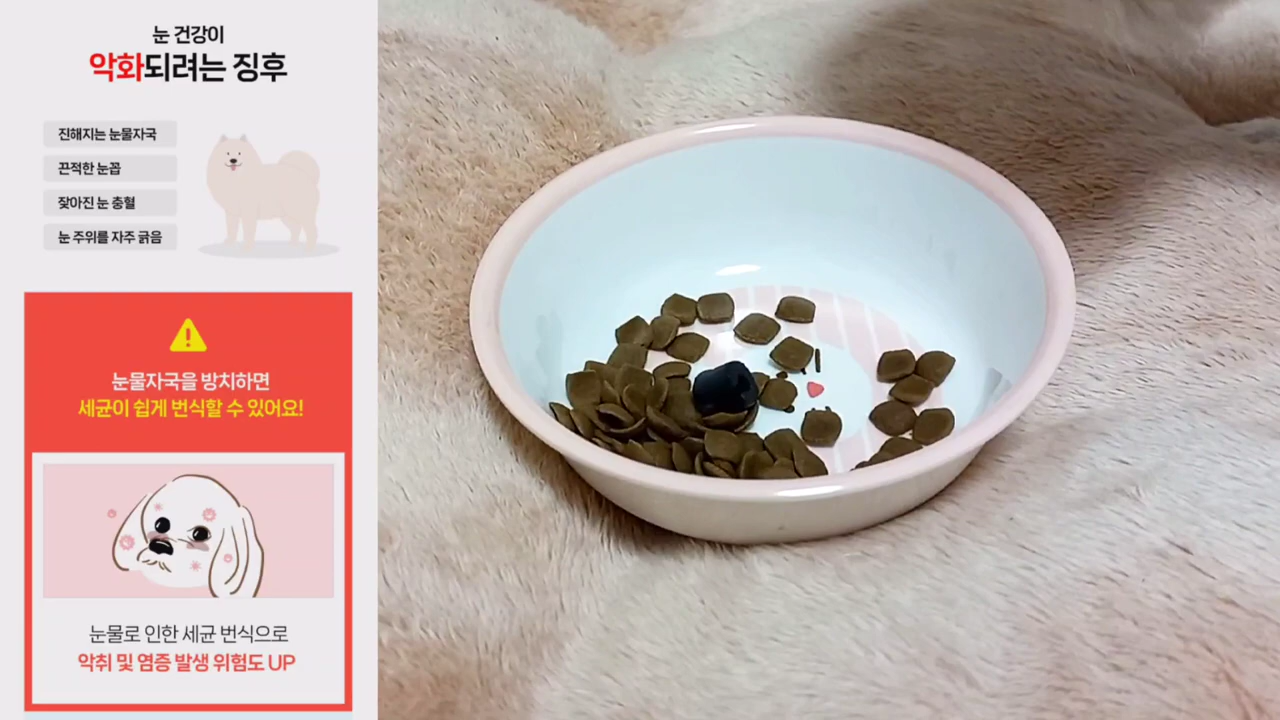 눈 건강이
악화되려는 징후
진해지는 눈물자국
끈적한 눈꼽
잦아진 눈 충혈
눈 주위를 자주 긁음
눈물자국을 방치하면
세균이 쉽게 번식할 수 있어요!
눈물로 인한 세균 번식으로
악취 및 염증 발생 위험도 UP